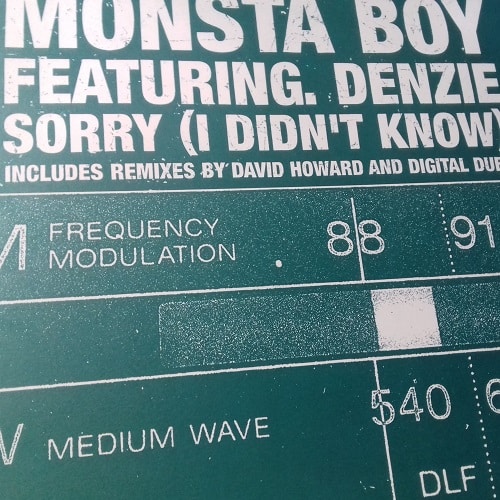 MONSTA BOY
FEATURING. DENZIE
SORRY (I DIDN'T KNOW)
INCLUDES REMIXES BY DAVID HOWARD AND DIGITAL DUB
FREQUENCY
MODULATION
88 91
540 6
MEDIUM WAVE
DLF